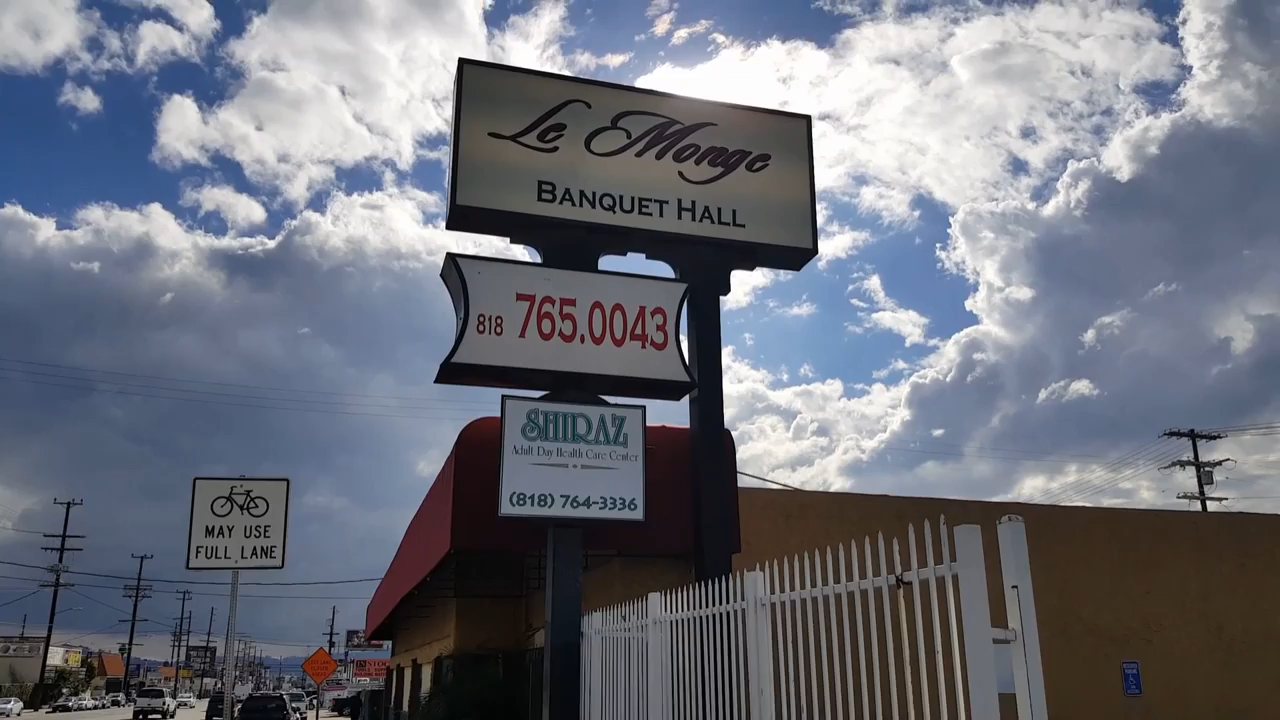 Le Monge
BANQUET HALL
818 765.0043
SHIRAZ
Adult Day Health Care Center
(818) 764-3336
MAY USE
FULL LANE